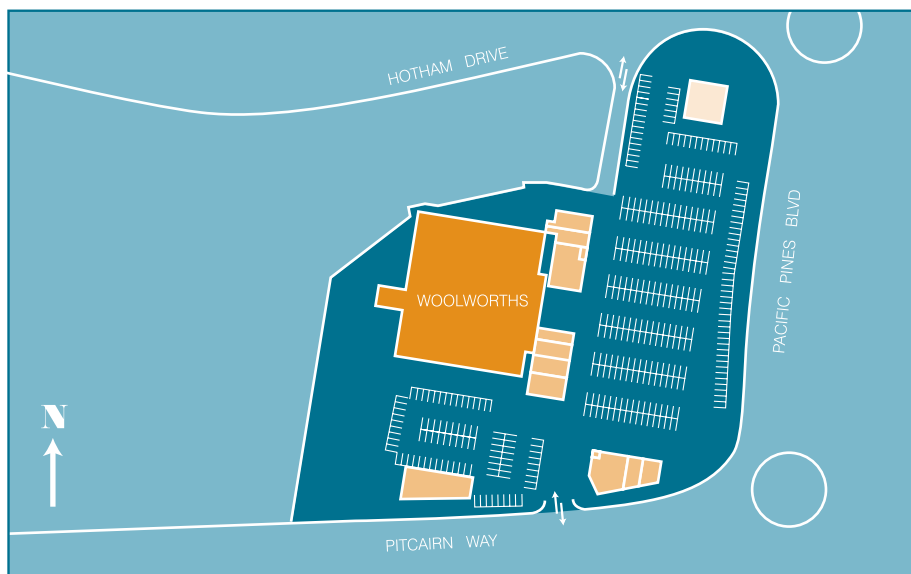 HOTHAM DRIVE
PACIFIC PINES BLVD
WOOLWORTHS
N
PITCAIRN WAY